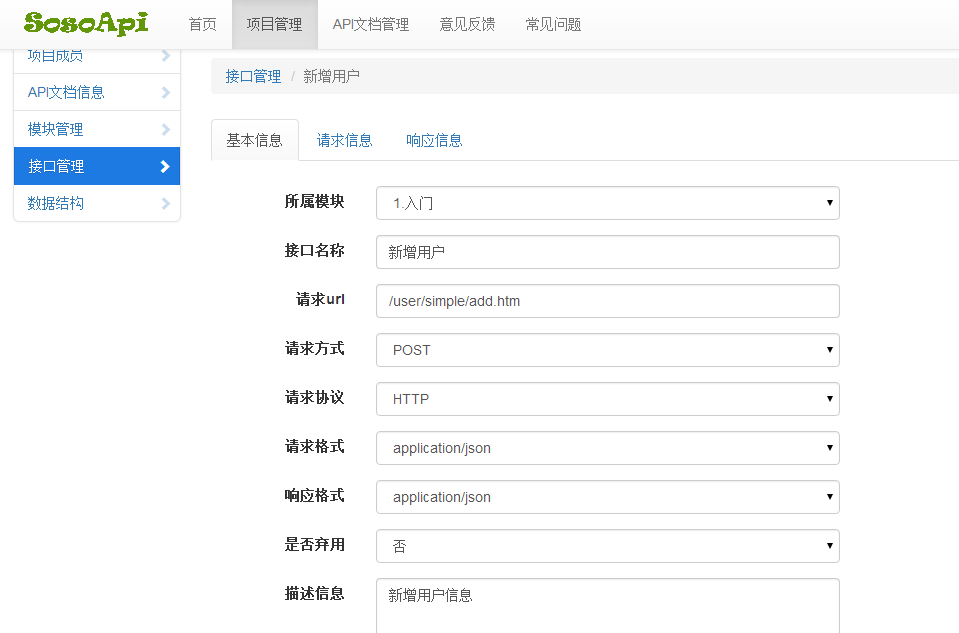 SosoApi 首页 项目管理 API文档管理 意见反馈 常见问题
项目成员
API文档信息
模块管理
接口管理
数据结构
接口管理 / 新增用户
基本信息 请求信息 响应信息
所属模块 1.入门
接口名称 新增用户
请求url /user/simple/add.htm
请求方式 POST
请求协议 HTTP
请求格式 application/json
响应格式 application/json
是否弃用 否
描述信息 新增用户信息